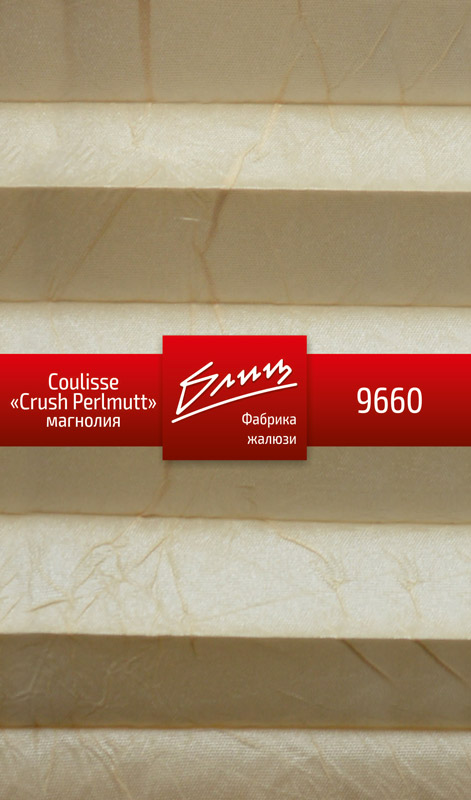 Coulisse
«Crush Perlmutt»
магнолия
Блиц
Фабрика
жалюзи
9660